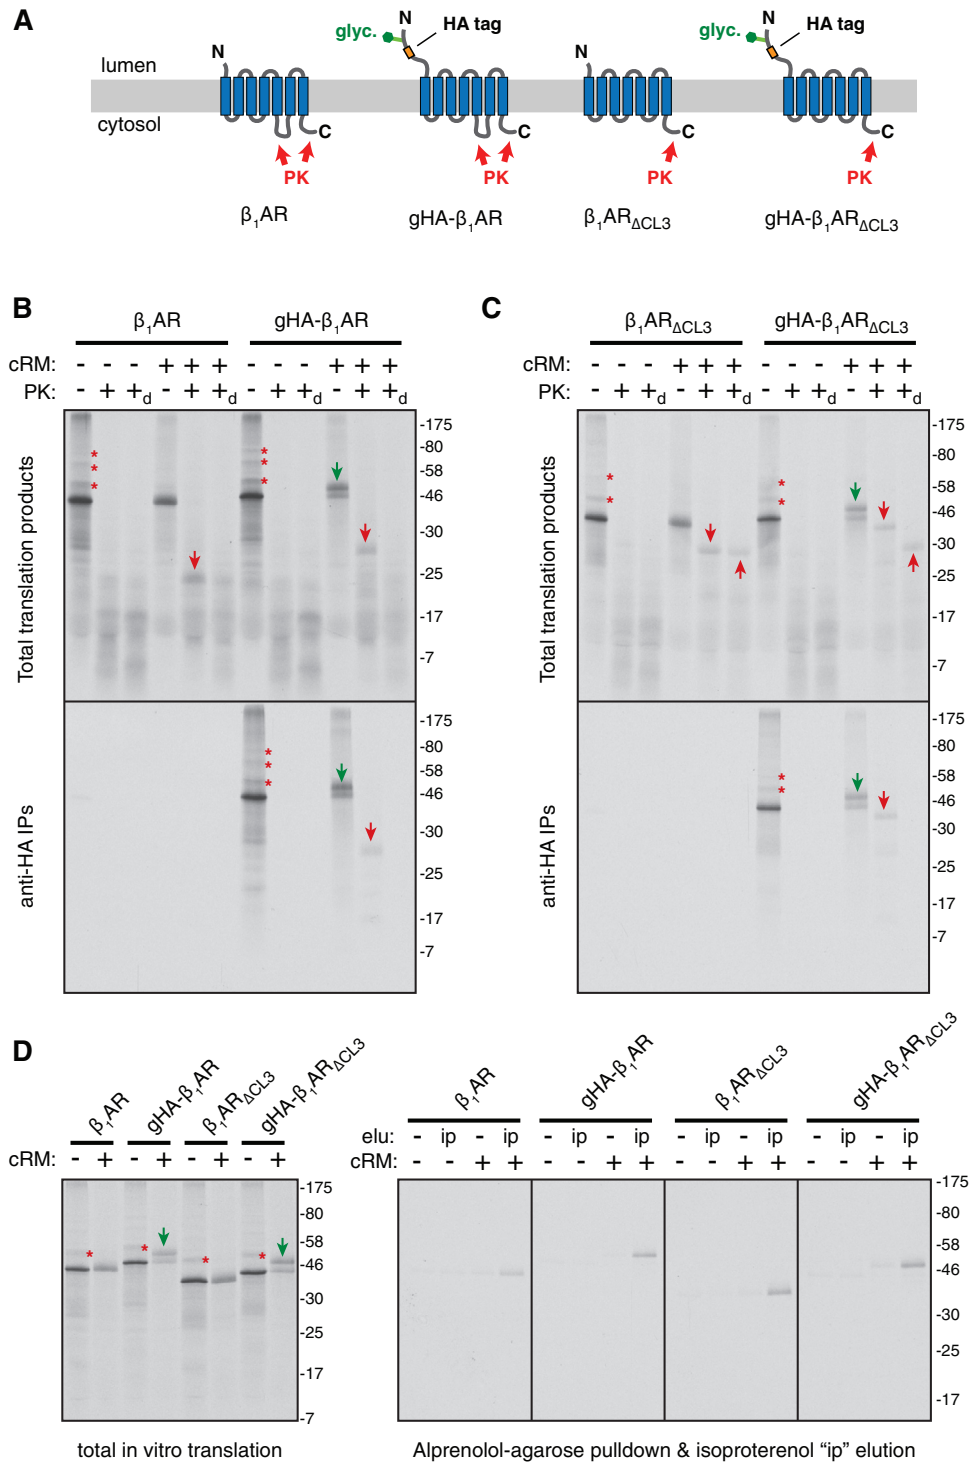 A
lumen
cytosol
N
C
PK
β1AR
glyc.
N
HA tag
C
PK
gHA-β1AR
N
C
PK
β1ARΔCL3
glyc.
N
HA tag
C
PK
gHA-β1ARΔCL3
B
β1AR gHA-β1AR
cRM: - - - + + + - - - + + +
PK: - + +d - + +d - + +d - + +d
Total translation products
* * *
* * *
-175
-80
-58
-46
-30
-25
-17
-7
anti-HA IPs
* * *
-175
-80
-58
-46
-30
-25
-17
-7
C
β1ARΔCL3 gHA-β1ARΔCL3
cRM: - - - + + + - - - + + +
PK: - + +d - + +d - + +d - + +d
Total translation products
* *
* *
-175
-80
-58
-46
-30
-25
-17
-7
anti-HA IPs
* *
-175
-80
-58
-46
-30
-25
-17
-7
D
β1AR gHA-β1AR β1ARΔCL3 gHA-β1ARΔCL3
cRM: - + - + - + - +
* * * *
-175
-80
-58
-46
-30
-25
-17
-7
total in vitro translation
β1AR gHA-β1AR β1ARΔCL3 gHA-β1ARΔCL3
elu: - ip - ip - ip - ip - ip - ip - ip - ip
cRM: - - + + - - + + - - + + - - + +
-175
-80
-58
-46
-30
-25
-17
Alprenolol-agarose pulldown & isoproterenol “ip” elution